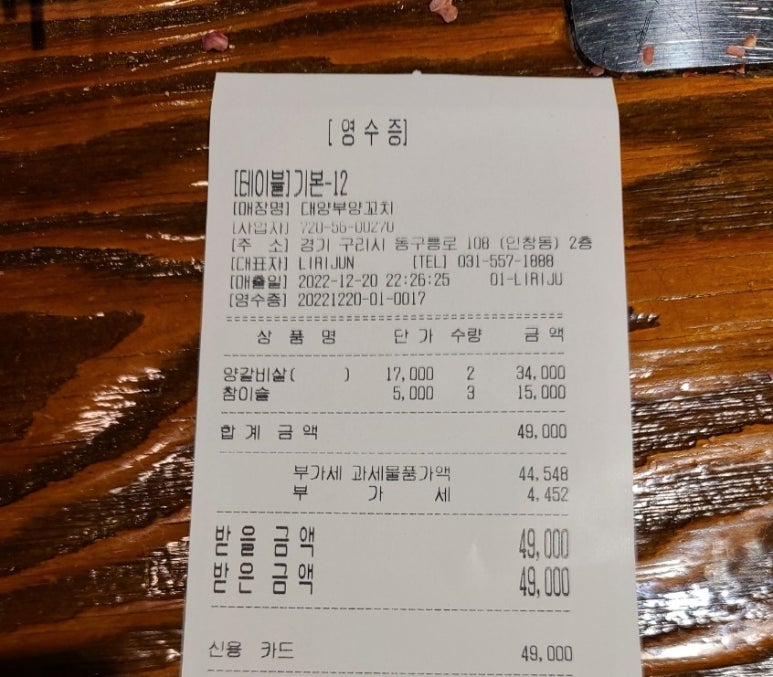 [ 영 수 증]
[테이블]기본-12
[매장명] 대양부양꼬치
[사업자] 720-56-00270
[주 소] 경기 구리시 동구릉로 108 (인창동) 2층
[대표자] LIRIJUN [TEL] 031-557-1888
[매출일] 2022-12-20 22:26:25 01-LIRIJU
[영수증] 20221220-01-0017
상 품 명 단 가 수량 금 액
양갈비살( ) 17,000 2 34,000
참이슬 5,000 3 15,000
합 계 금 액 49,000
부가세 과세물품가액 44,548
부 가 세 4,452
받을 금액 49,000
받은 금액 49,000
신용 카드 49,000